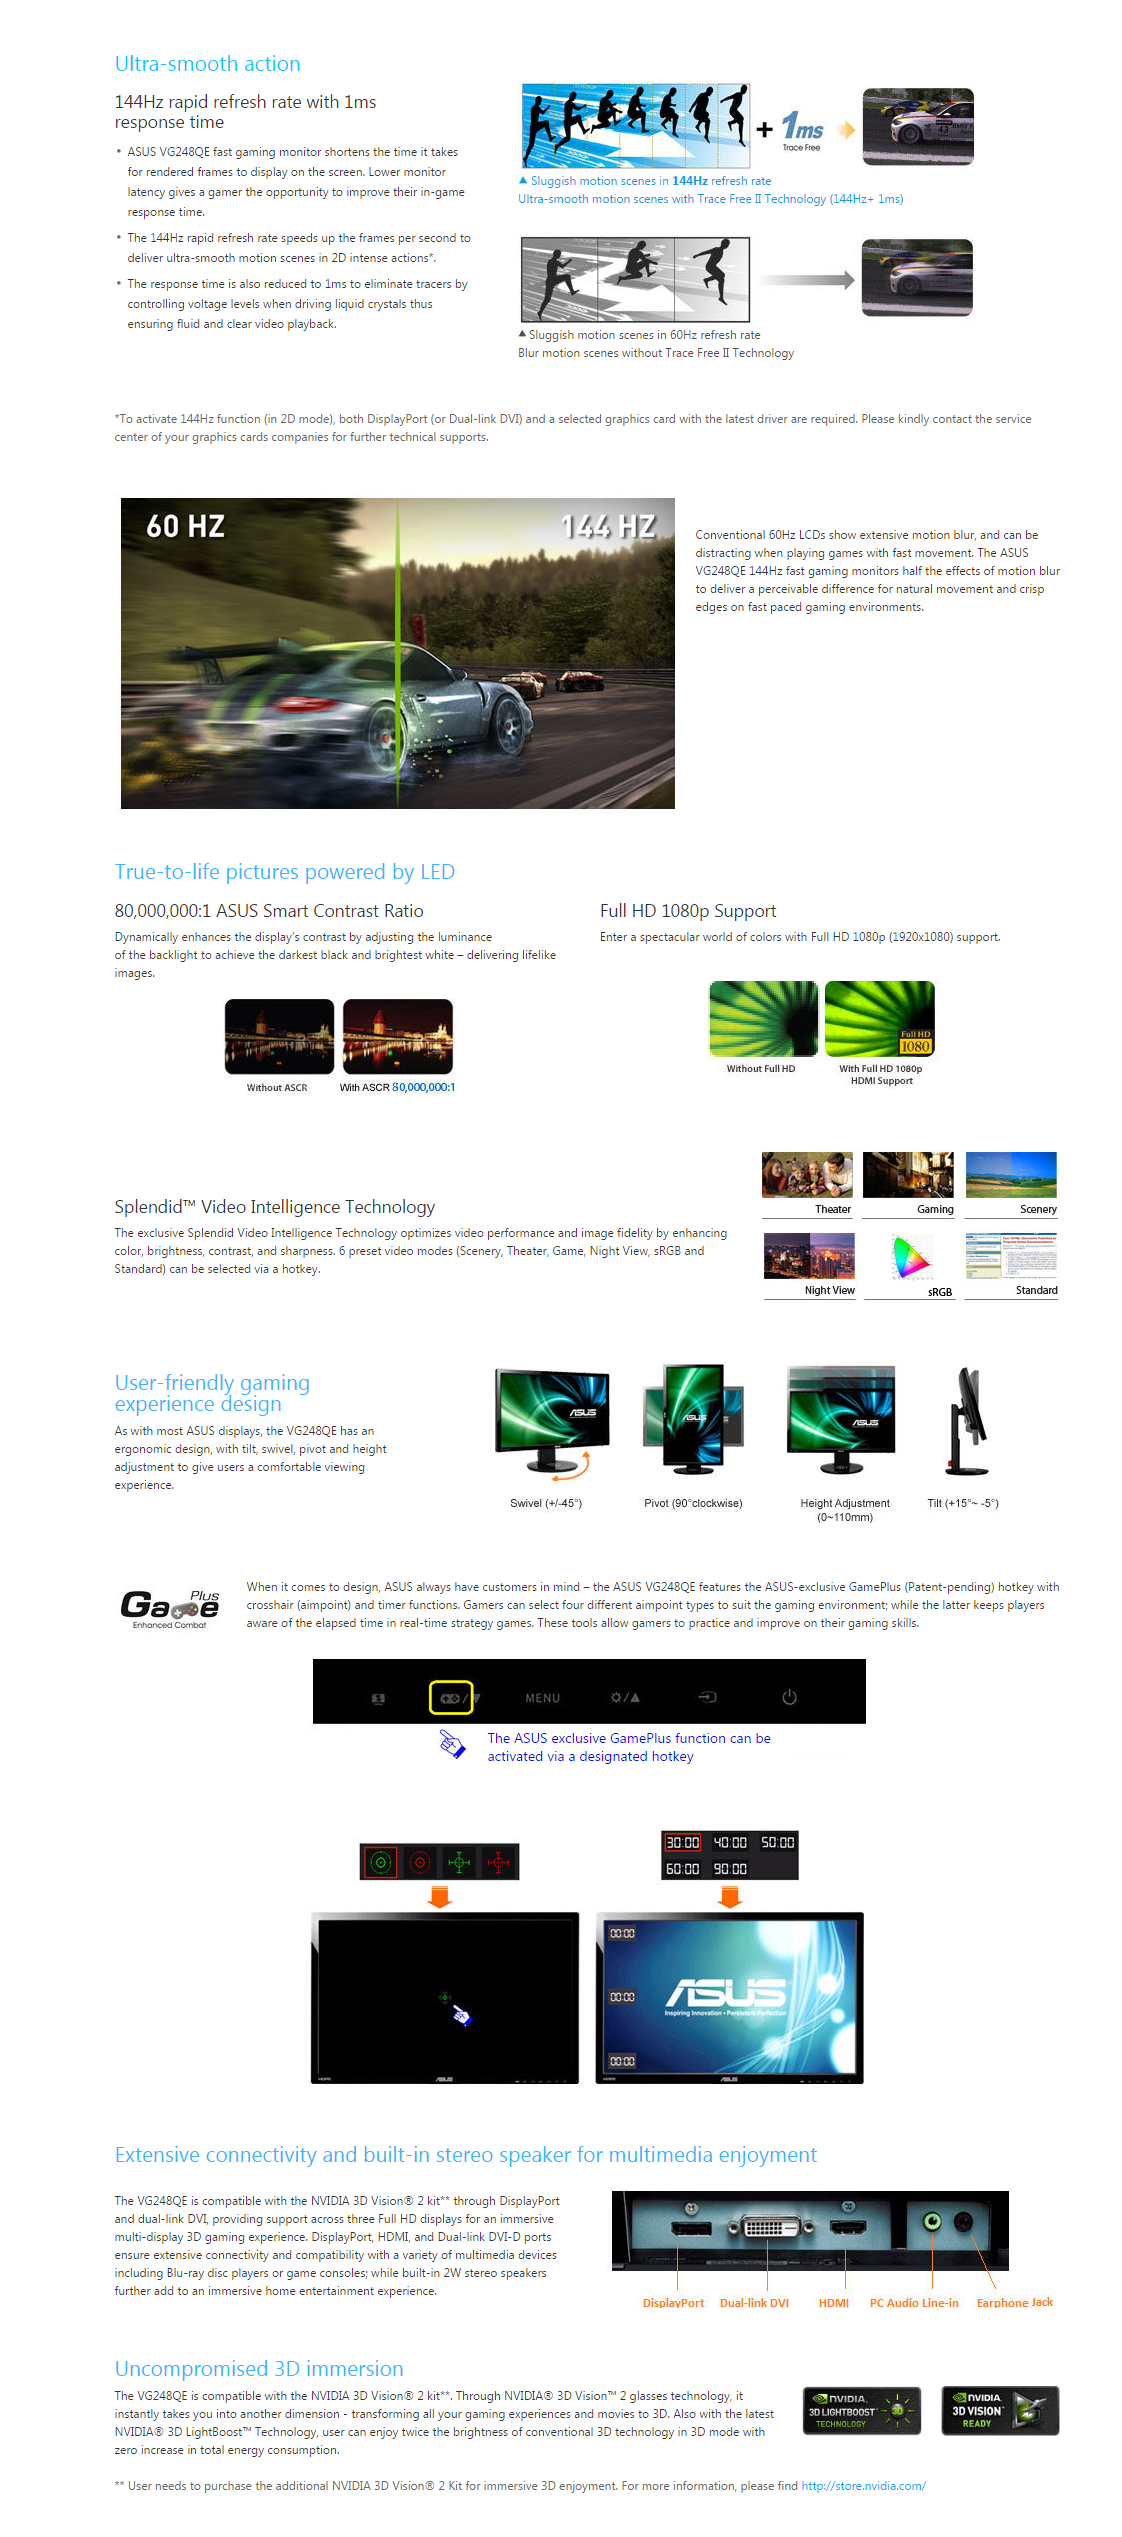 Ultra-smooth action
144Hz rapid refresh rate with 1ms
response time
• ASUS VG248QE fast gaming monitor shortens the time it takes
for rendered frames to display on the screen. Lower monitor
latency gives a gamer the opportunity to improve their in-game
response time.
• The 144Hz rapid refresh rate speeds up the frames per second to
deliver ultra-smooth motion scenes in 2D intense actions*.
• The response time is also reduced to 1ms to eliminate tracers by
controlling voltage levels when driving liquid crystals thus
ensuring fluid and clear video playback.
+ 1ms
Trace Free
▲ Sluggish motion scenes in 144Hz refresh rate
Ultra-smooth motion scenes with Trace Free II Technology (144Hz+ 1ms)
▲ Sluggish motion scenes in 60Hz refresh rate
Blur motion scenes without Trace Free II Technology
*To activate 144Hz function (in 2D mode), both DisplayPort (or Dual-link DVI) and a selected graphics card with the latest driver are required. Please kindly contact the service
center of your graphics cards companies for further technical supports.
60 HZ
144 HZ
Conventional 60Hz LCDs show extensive motion blur, and can be
distracting when playing games with fast movement. The ASUS
VG248QE 144Hz fast gaming monitors half the effects of motion blur
to deliver a perceivable difference for natural movement and crisp
edges on fast paced gaming environments.
True-to-life pictures powered by LED
80,000,000:1 ASUS Smart Contrast Ratio
Dynamically enhances the display's contrast by adjusting the luminance
of the backlight to achieve the darkest black and brightest white – delivering lifelike
images.
Without ASCR
With ASCR 80,000,000:1
Full HD 1080p Support
Enter a spectacular world of colors with Full HD 1080p (1920x1080) support.
Full HD
1080
Without Full HD
With Full HD 1080p
HDMI Support
Splendid™ Video Intelligence Technology
The exclusive Splendid Video Intelligence Technology optimizes video performance and image fidelity by enhancing
color, brightness, contrast, and sharpness. 6 preset video modes (Scenery, Theater, Game, Night View, sRGB and
Standard) can be selected via a hotkey.
Theater
Gaming
Scenery
Night View
sRGB
Standard
User-friendly gaming
experience design
As with most ASUS displays, the VG248QE has an
ergonomic design, with tilt, swivel, pivot and height
adjustment to give users a comfortable viewing
experience.
ASUS
ASUS
ASUS
Swivel (+/-45°)
Pivot (90°clockwise)
Height Adjustment
(0~110mm)
Tilt (+15°~ -5°)
Game Plus
Enhanced Combat
When it comes to design, ASUS always have customers in mind – the ASUS VG248QE features the ASUS-exclusive GamePlus (Patent-pending) hotkey with
crosshair (aimpoint) and timer functions. Gamers can select four different aimpoint types to suit the gaming environment; while the latter keeps players
aware of the elapsed time in real-time strategy games. These tools allow gamers to practice and improve on their gaming skills.
MENU
The ASUS exclusive GamePlus function can be
activated via a designated hotkey
30:00 40:00 50:00
60:00 90:00
00:00
00:00
00:00
ASUS
Inspiring Innovation • Persistent Perfection
ASUS
ASUS
Extensive connectivity and built-in stereo speaker for multimedia enjoyment
The VG248QE is compatible with the NVIDIA 3D Vision® 2 kit** through DisplayPort
and dual-link DVI, providing support across three Full HD displays for an immersive
multi-display 3D gaming experience. DisplayPort, HDMI, and Dual-link DVI-D ports
ensure extensive connectivity and compatibility with a variety of multimedia devices
including Blu-ray disc players or game consoles; while built-in 2W stereo speakers
further add to an immersive home entertainment experience.
DisplayPort
Dual-link DVI
HDMI
PC Audio Line-in
Earphone Jack
Uncompromised 3D immersion
The VG248QE is compatible with the NVIDIA 3D Vision® 2 kit**. Through NVIDIA® 3D Vision™ 2 glasses technology, it
instantly takes you into another dimension - transforming all your gaming experiences and movies to 3D. Also with the latest
NVIDIA® 3D LightBoost™ Technology, user can enjoy twice the brightness of conventional 3D technology in 3D mode with
zero increase in total energy consumption.
NVIDIA.
3D LIGHTBOOST™
TECHNOLOGY
3D
NVIDIA
3D VISION™
READY
** User needs to purchase the additional NVIDIA 3D Vision® 2 Kit for immersive 3D enjoyment. For more information, please find http://store.nvidia.com/